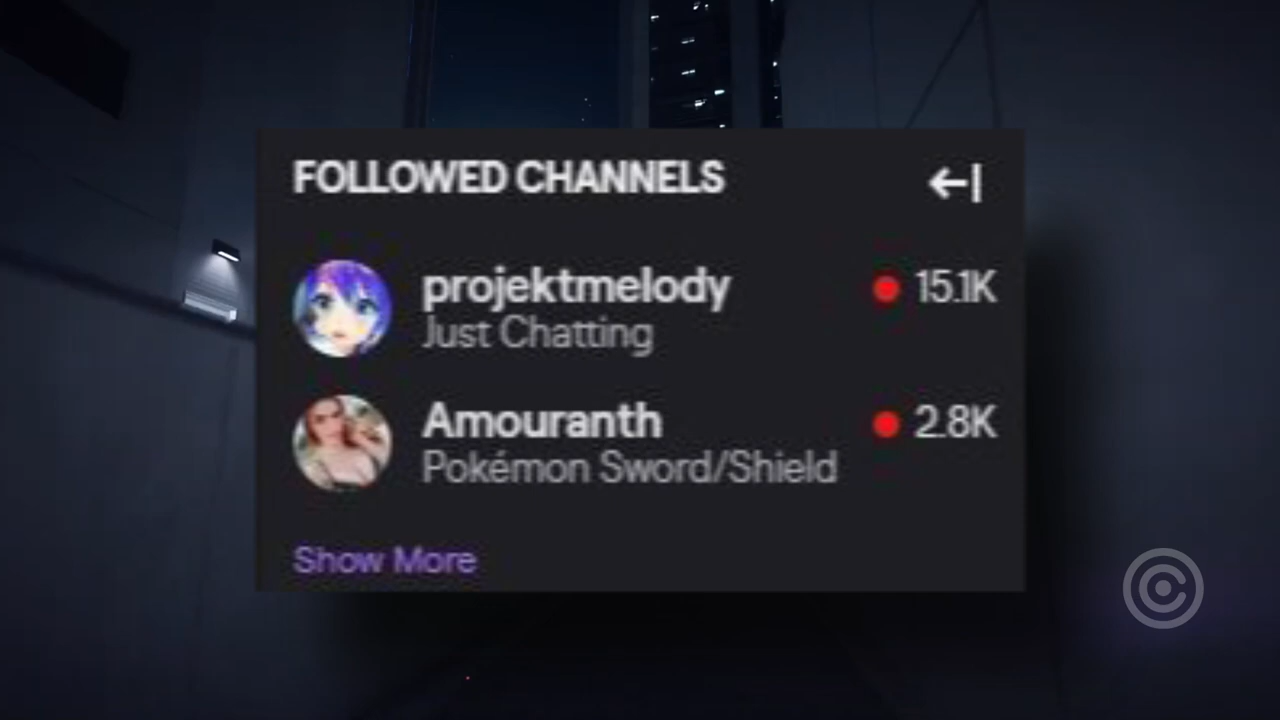 FOLLOWED CHANNELS
projektmelody
15.1K
Just Chatting
Amouranth
2.8K
Pokémon Sword/Shield
Show More